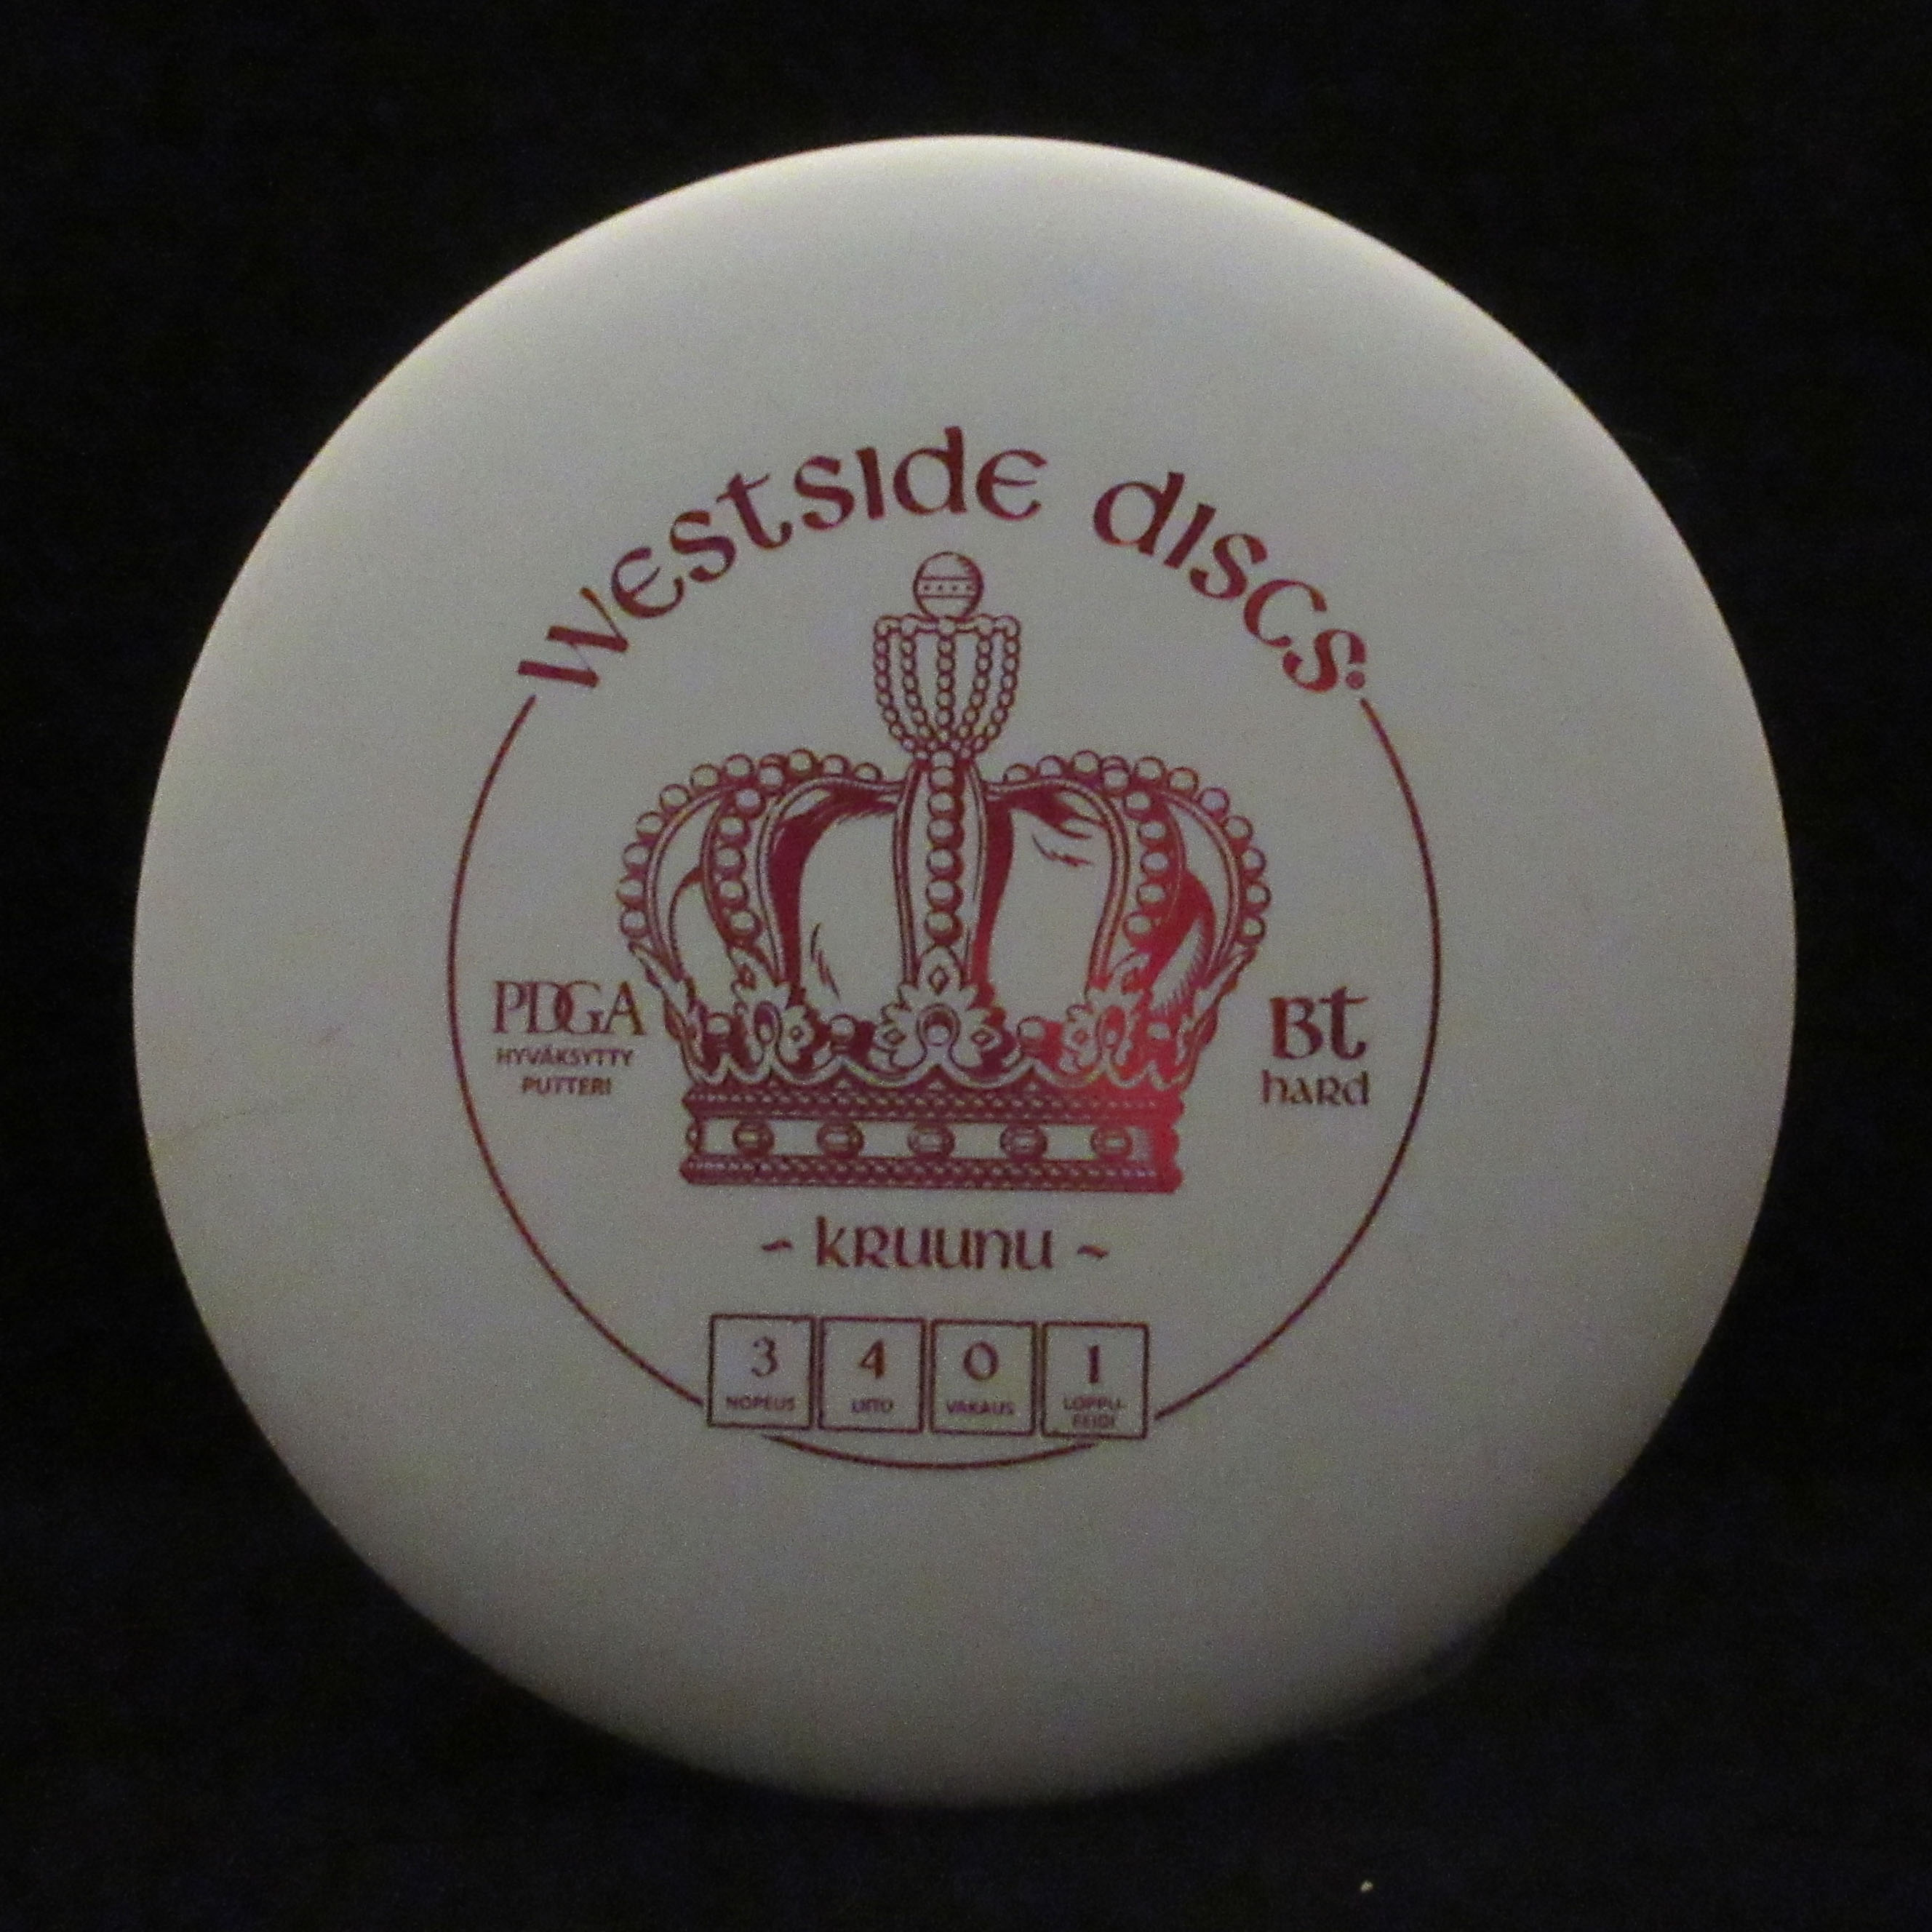 Westside discs®
PDGA
HYVÄKSYTTY
PUTTERI
Bt
hard
~ kruunu ~
3 4 0 1
NOPEUS LIITO VAKAUS LOPPU-
FEIDI